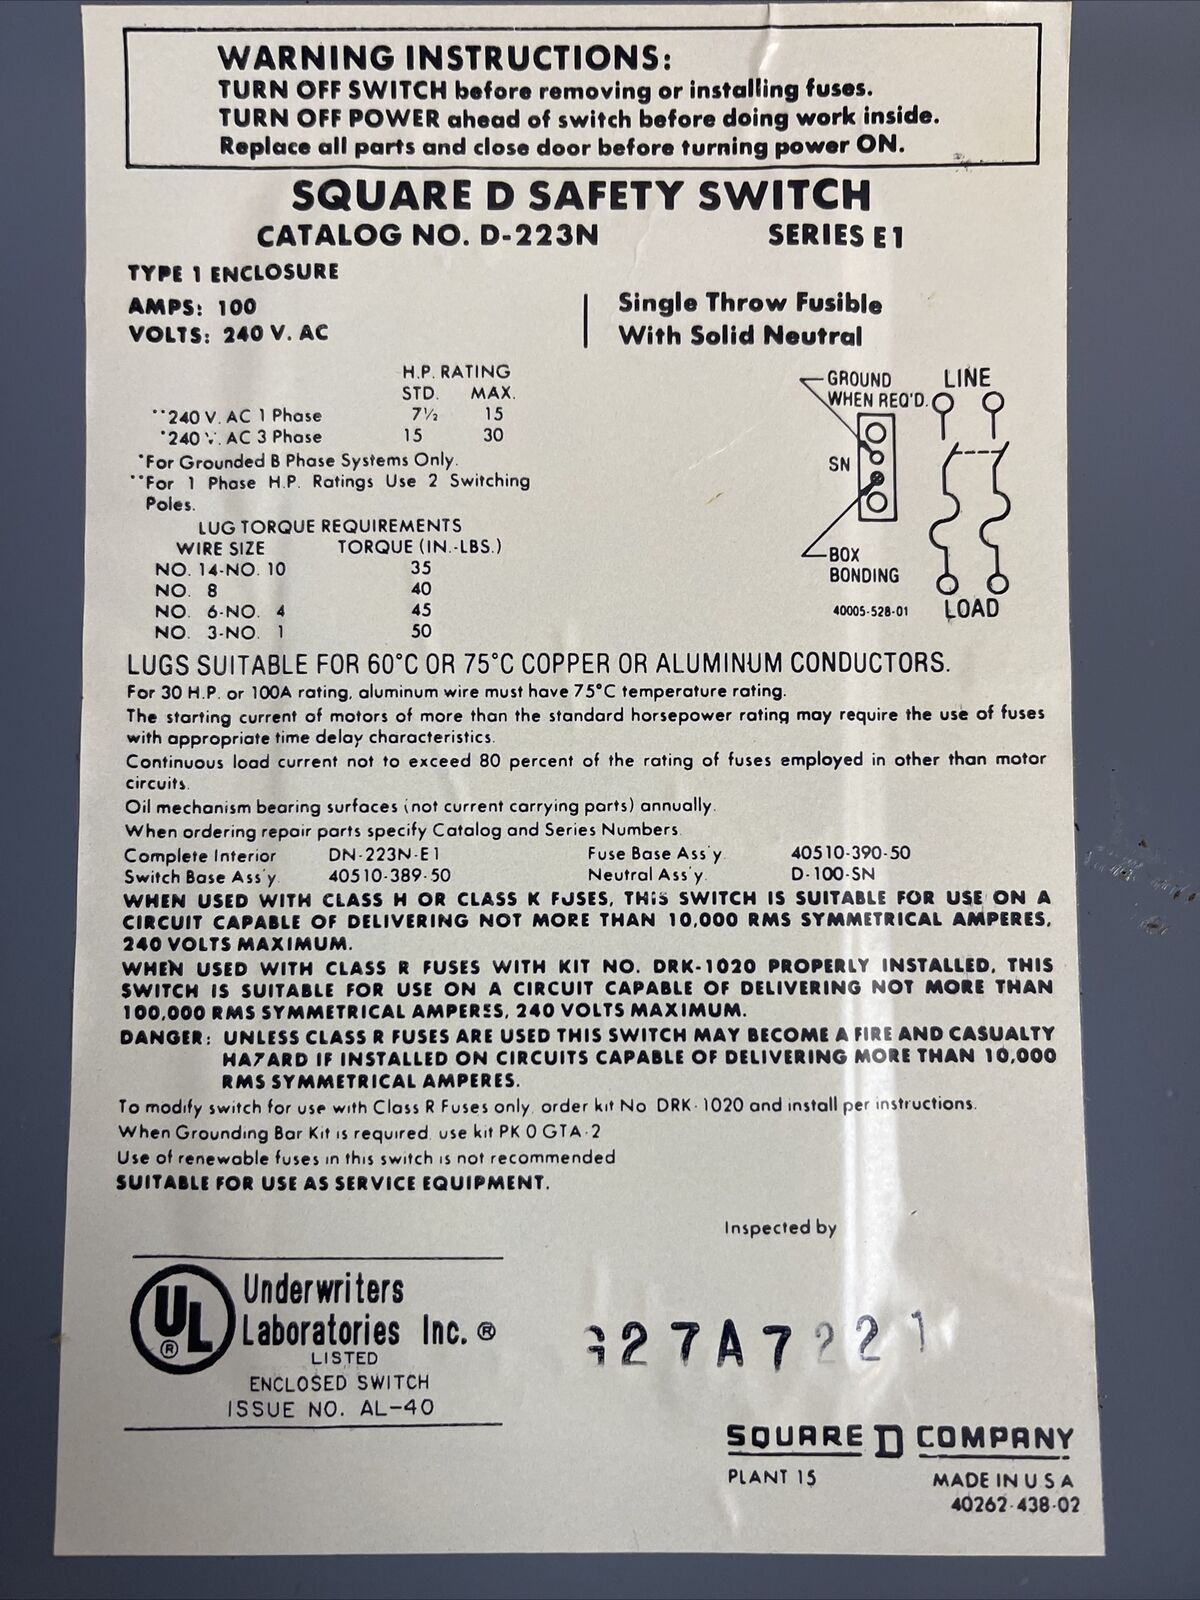 WARNING INSTRUCTIONS:
TURN OFF SWITCH before removing or installing fuses.
TURN OFF POWER ahead of switch before doing work inside.
Replace all parts and close door before turning power ON.
SQUARE D SAFETY SWITCH
CATALOG NO. D-223N SERIES E1
TYPE 1 ENCLOSURE
AMPS: 100
VOLTS: 240 V. AC
Single Throw Fusible
With Solid Neutral
H.P. RATING
STD. MAX.
**240 V. AC 1 Phase 7½ 15
*240 V. AC 3 Phase 15 30
*For Grounded B Phase Systems Only.
**For 1 Phase H.P. Ratings Use 2 Switching
Poles.
LUG TORQUE REQUIREMENTS
WIRE SIZE TORQUE (IN.-LBS.)
NO. 14-NO. 10 35
NO. 8 40
NO. 6-NO. 4 45
NO. 3-NO. 1 50
GROUND
WHEN REQ'D.
LINE
SN
BOX
BONDING
40005-528-01
LOAD
LUGS SUITABLE FOR 60°C OR 75°C COPPER OR ALUMINUM CONDUCTORS.
For 30 H.P. or 100A rating, aluminum wire must have 75°C temperature rating.
The starting current of motors of more than the standard horsepower rating may require the use of fuses
with appropriate time delay characteristics.
Continuous load current not to exceed 80 percent of the rating of fuses employed in other than motor
circuits.
Oil mechanism bearing surfaces (not current carrying parts) annually.
When ordering repair parts specify Catalog and Series Numbers.
Complete Interior DN-223N-E1 Fuse Base Ass'y. 40510-390-50
Switch Base Ass'y. 40510-389-50 Neutral Ass'y. D-100-SN
WHEN USED WITH CLASS H OR CLASS K FUSES, THIS SWITCH IS SUITABLE FOR USE ON A
CIRCUIT CAPABLE OF DELIVERING NOT MORE THAN 10,000 RMS SYMMETRICAL AMPERES,
240 VOLTS MAXIMUM.
WHEN USED WITH CLASS R FUSES WITH KIT NO. DRK-1020 PROPERLY INSTALLED, THIS
SWITCH IS SUITABLE FOR USE ON A CIRCUIT CAPABLE OF DELIVERING NOT MORE THAN
100,000 RMS SYMMETRICAL AMPERES, 240 VOLTS MAXIMUM.
DANGER: UNLESS CLASS R FUSES ARE USED THIS SWITCH MAY BECOME A FIRE AND CASUALTY
HAZARD IF INSTALLED ON CIRCUITS CAPABLE OF DELIVERING MORE THAN 10,000
RMS SYMMETRICAL AMPERES.
To modify switch for use with Class R Fuses only, order kit No DRK-1020 and install per instructions.
When Grounding Bar Kit is required, use kit PK 0 GTA-2
Use of renewable fuses in this switch is not recommended
SUITABLE FOR USE AS SERVICE EQUIPMENT.
Inspected by
UL ®
Underwriters
Laboratories Inc. ®
LISTED
ENCLOSED SWITCH
ISSUE NO. AL-40
SQUARE D COMPANY
PLANT 15 MADE IN U S A
40262-438-02